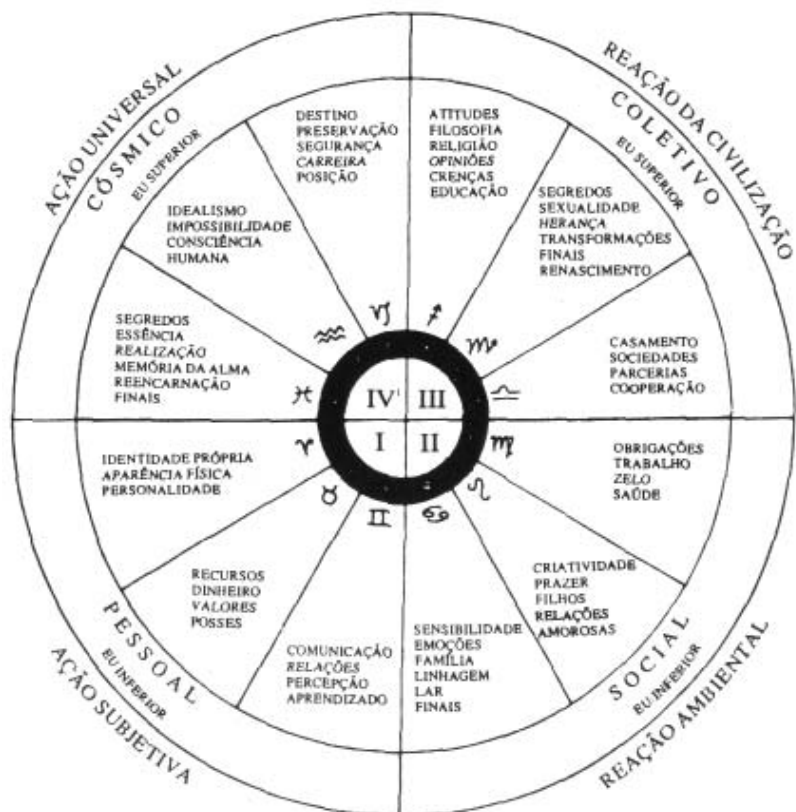 AÇÃO UNIVERSAL
CÓSMICO
EU SUPERIOR
REAÇÃO DA CIVILIZAÇÃO
COLETIVO
EU SUPERIOR
DESTINO
PRESERVAÇÃO
SEGURANÇA
CARREIRA
POSIÇÃO
ATITUDES
FILOSOFIA
RELIGIÃO
OPINIÕES
CRENÇAS
EDUCAÇÃO
IDEALISMO
IMPOSSIBILIDADE
CONSCIÊNCIA
HUMANA
SEGREDOS
SEXUALIDADE
HERANÇA
TRANSFORMAÇÕES
FINAIS
RENASCIMENTO
SEGREDOS
ESSÊNCIA
REALIZAÇÃO
MEMÓRIA DA ALMA
REENCARNAÇÃO
FINAIS
CASAMENTO
SOCIEDADES
PARCERIAS
COOPERAÇÃO
♑ ♐
♒ ♏
♓ ♎
IV III
I II
♈ ♍
♉ ♌
♊ ♋
IDENTIDADE PRÓPRIA
APARÊNCIA FÍSICA
PERSONALIDADE
OBRIGAÇÕES
TRABALHO
ZELO
SAÚDE
RECURSOS
DINHEIRO
VALORES
POSSES
CRIATIVIDADE
PRAZER
FILHOS
RELAÇÕES
AMOROSAS
COMUNICAÇÃO
RELAÇÕES
PERCEPÇÃO
APRENDIZADO
SENSIBILIDADE
EMOÇÕES
FAMÍLIA
LINHAGEM
LAR
FINAIS
PESSOAL
EU INFERIOR
AÇÃO SUBJETIVA
SOCIAL
EU INFERIOR
REAÇÃO AMBIENTAL